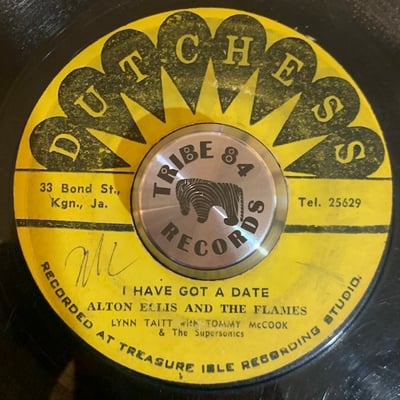 DUTCHESS
33 Bond St.,
Kgn., Ja.
Tel. 25629
TRIBE 84
RECORDS
I HAVE GOT A DATE
ALTON ELLIS AND THE FLAMES
LYNN TAITT with TOMMY McCOOK
& The Supersonics
RECORDED AT TREASURE ISLE RECORDING STUDIO.